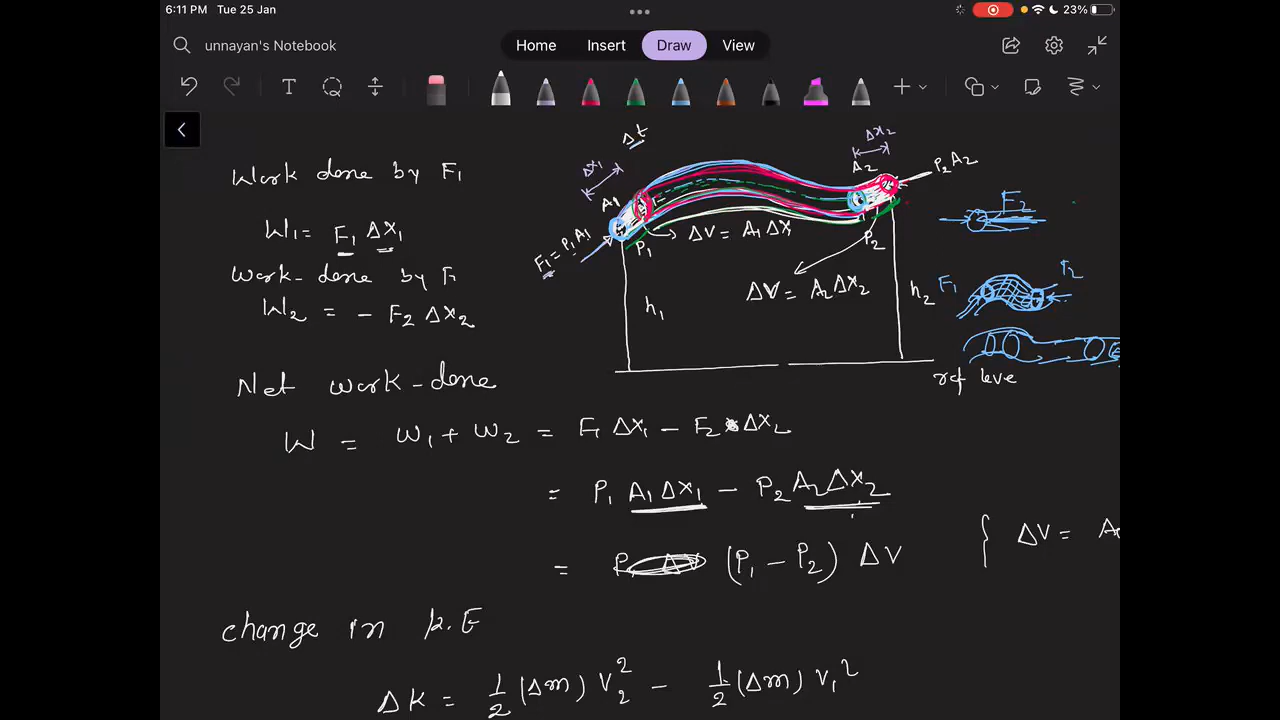 6:11 PM Tue 25 Jan
23%
unnayan's Notebook
Home Insert Draw View
Δt
Δx₁
Δx₂
A1
A2
P₂A₂
Work done by F₁
W₁ = F₁ Δx₁
F₁ = P₁A₁
P₁
ΔV = A₁ Δx
P₂
F₂
Work-done by F
W₂ = - F₂ Δx₂
h₁
ΔV = A₂ Δx₂
h₂
F₁
F₂
ref leve
Net work-done
W = W₁ + W₂ = F₁ Δx₁ - F₂ Δx₂
= P₁ A₁ Δx₁ - P₂ A₂ Δx₂
= (P₁ - P₂) ΔV
{ ΔV =
change in k.E
ΔK = 1/2 (Δm) V₂² - 1/2 (Δm) V₁²